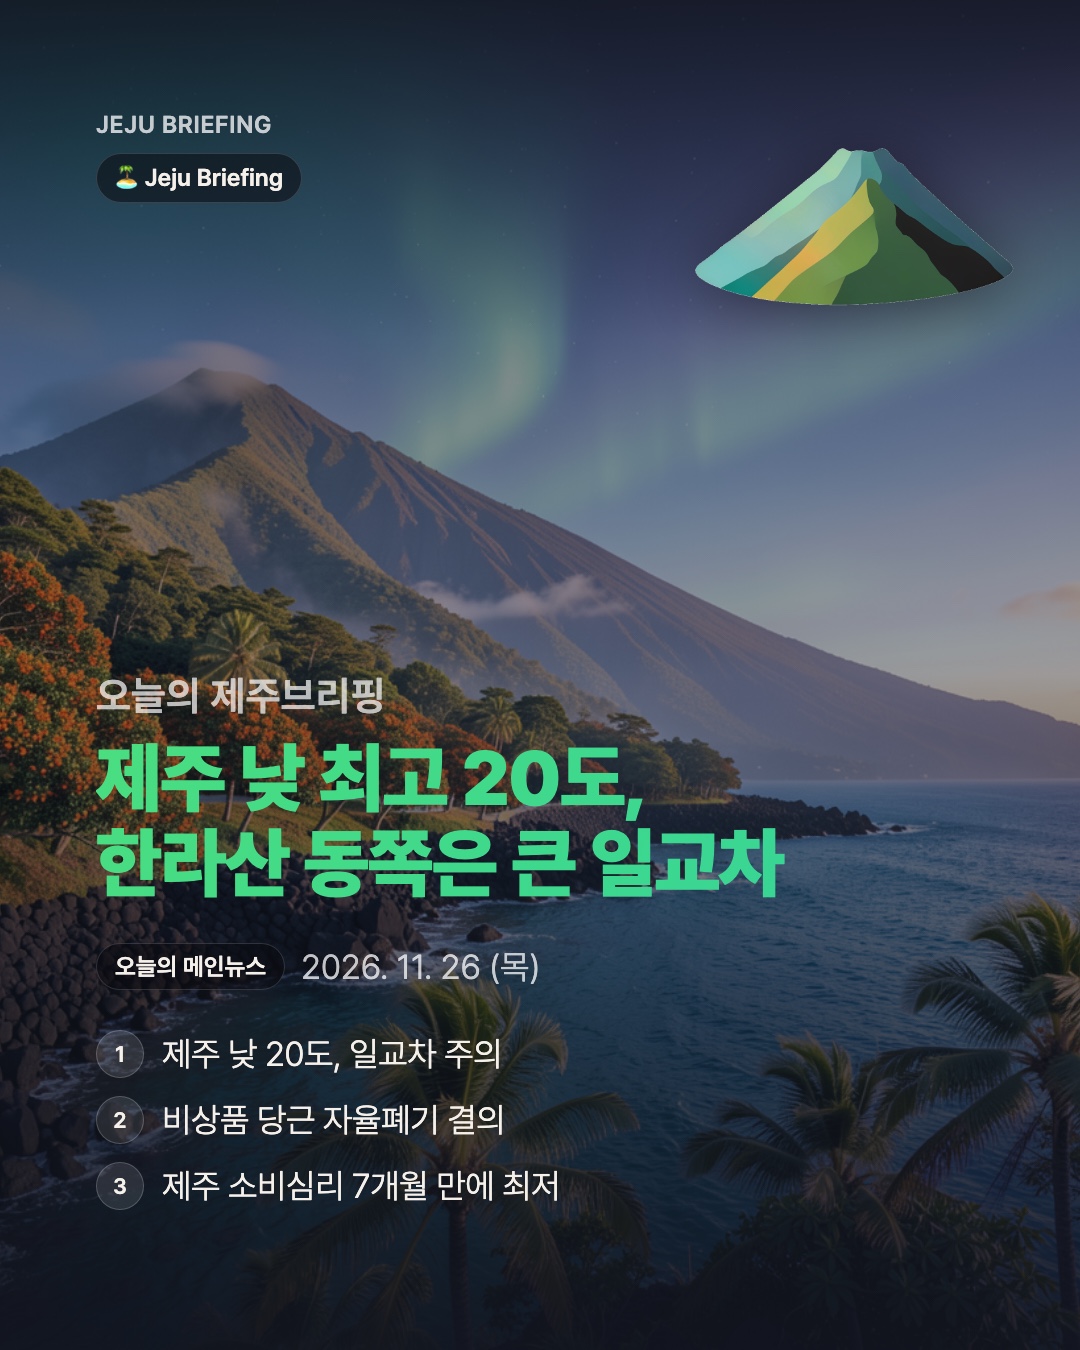 JEJU BRIEFING
Jeju Briefing
오늘의 제주브리핑
제주 낮 최고 20도,
한라산 동쪽은 큰 일교차
오늘의 메인뉴스 2026. 11. 26 (목)
1 제주 낮 20도, 일교차 주의
2 비상품 당근 자율폐기 결의
3 제주 소비심리 7개월 만에 최저